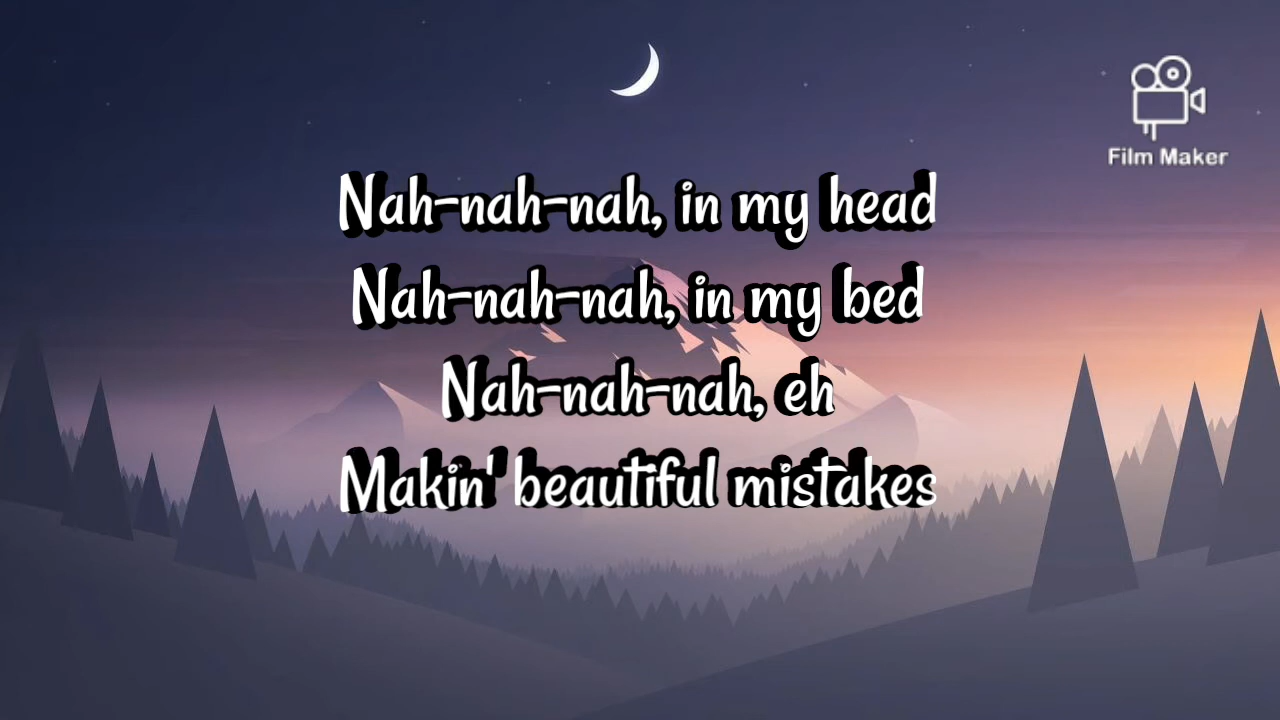 Film Maker
Nah-nah-nah, in my head
Nah-nah-nah, in my bed
Nah-nah-nah, eh
Makin' beautiful mistakes